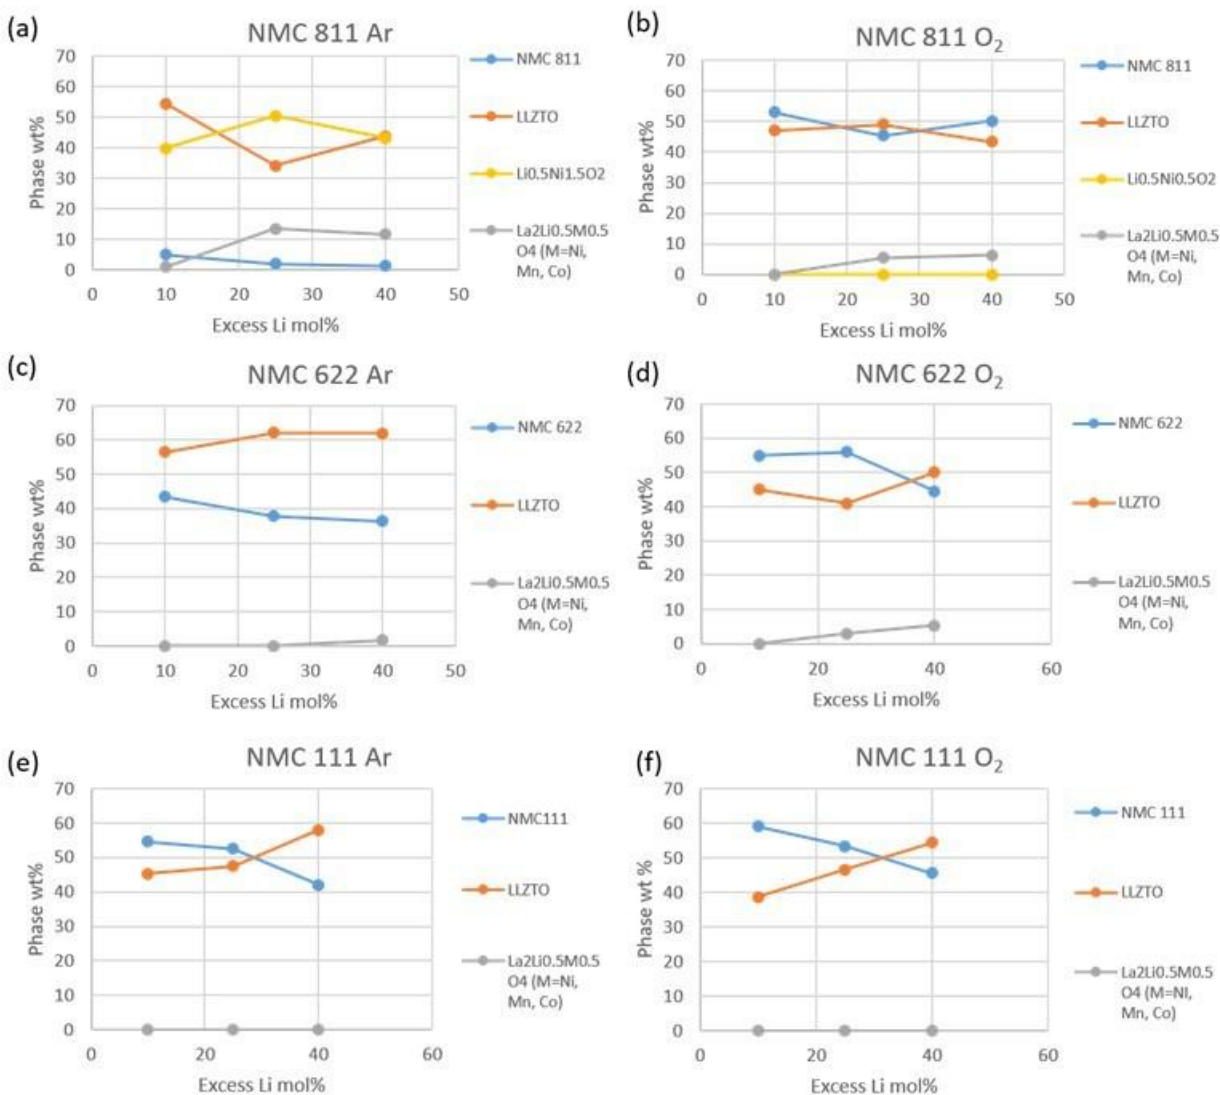 (a)
NMC 811 Ar
70
60
50
40
30
20
10
0
Phase wt%
0 10 20 30 40 50
Excess Li mol%
NMC 811
LLZTO
Li0.5Ni1.5O2
La2Li0.5M0.5
O4 (M=Ni,
Mn, Co)
(b)
NMC 811 O₂
70
60
50
40
30
20
10
0
Phase wt%
0 10 20 30 40 50
Excess Li mol%
NMC 811
LLZTO
Li0.5Ni0.5O2
La2Li0.5M0.5
O4 (M=Ni,
Mn, Co)
(c)
NMC 622 Ar
70
60
50
40
30
20
10
0
Phase wt%
0 10 20 30 40 50
Excess Li mol%
NMC 622
LLZTO
La2Li0.5M0.5
O4 (M=Ni,
Mn, Co)
(d)
NMC 622 O₂
70
60
50
40
30
20
10
0
Phase wt%
0 20 40 60
Excess Li mol%
NMC 622
LLZTO
La2Li0.5M0.5
O4 (M=Ni,
Mn, Co)
(e)
NMC 111 Ar
70
60
50
40
30
20
10
0
Phase wt%
0 20 40 60
Excess Li mol%
NMC111
LLZTO
La2Li0.5M0.5
O4 (M=Ni,
Mn, Co)
(f)
NMC 111 O₂
70
60
50
40
30
20
10
0
Phase wt %
0 20 40 60
Excess Li mol%
NMC 111
LLZTO
La2Li0.5M0.5
O4 (M=NI,
Mn, Co)